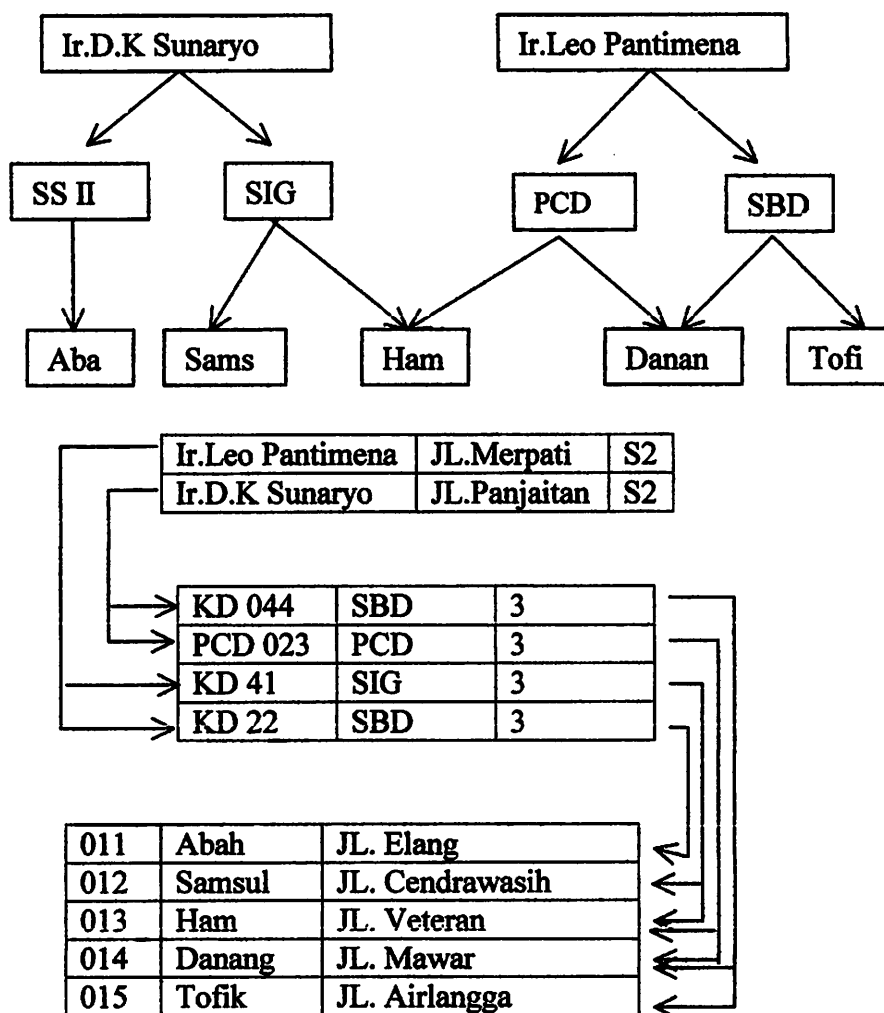 Ir.D.K Sunaryo Ir.Leo Pantimena
SS II SIG PCD SBD
Aba Sams Ham Danan Tofi
Ir.Leo Pantimena JL.Merpati S2
Ir.D.K Sunaryo JL.Panjaitan S2
KD 044 SBD 3
PCD 023 PCD 3
KD 41 SIG 3
KD 22 SBD 3
011 Abah JL. Elang
012 Samsul JL. Cendrawasih
013 Ham JL. Veteran
014 Danang JL. Mawar
015 Tofik JL. Airlangga